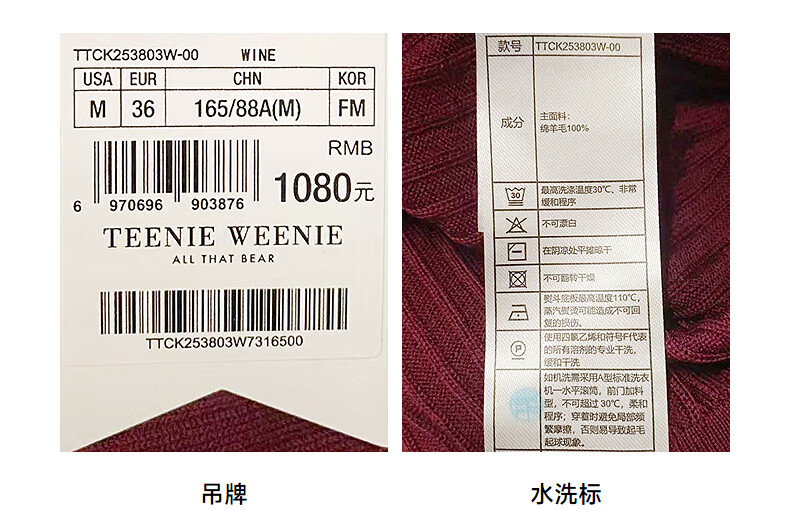 TTCK253803W-00 WINE
USA EUR CHN KOR
M 36 165/88A(M) FM
RMB
1080元
6 970696 903876
TEENIE WEENIE
ALL THAT BEAR
TTCK253803W7316500
吊牌
款号 TTCK253803W-00
成分
主面料:
绵羊毛100%
30
最高洗涤温度30℃、非常
缓和程序
不可漂白
在阴凉处平摊晾干
不可翻转干燥
熨斗底板最高温度110℃,
蒸汽熨烫可能造成不可回
复的损伤。
P
使用四氯乙烯和符号F代表
的所有溶剂的专业干洗,
缓和干洗
如机洗需采用A型标准洗衣
机一水平滚筒,前门加料
型,不可超过30℃,柔和
程序;穿着时避免局部频
繁摩擦,否则易导致起毛
起球现象。
水洗标